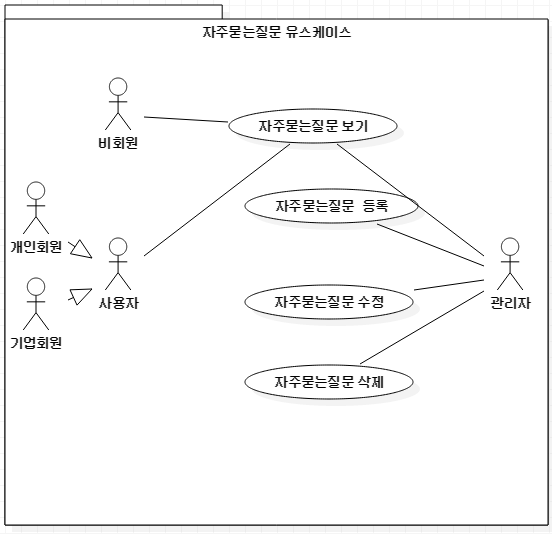 자주묻는질문 유스케이스
비회원
자주묻는질문 보기
개인회원
자주묻는질문 등록
사용자
관리자
기업회원
자주묻는질문 수정
자주묻는질문 삭제